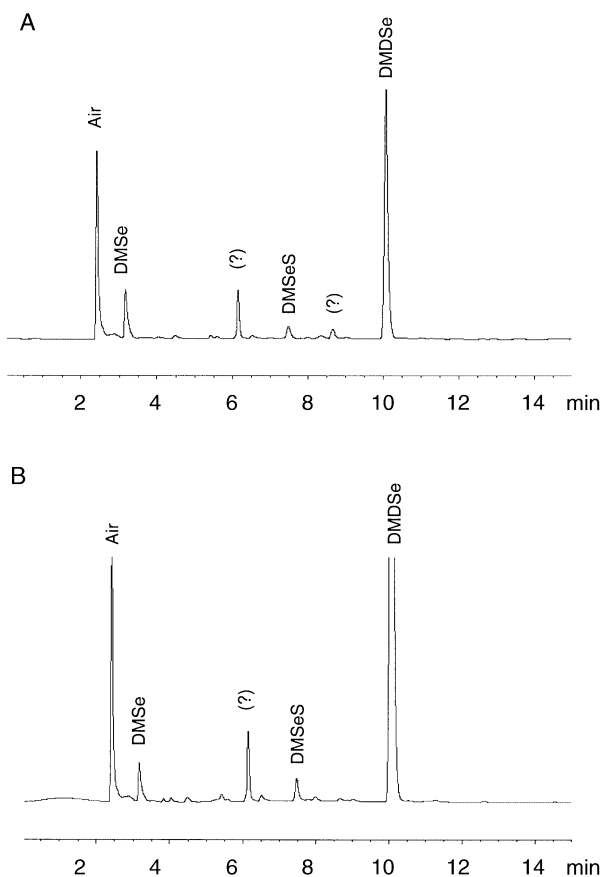 A
Air
DMSe
(?)
DMSeS
(?)
DMDSe
2 4 6 8 10 12 14 min
B
Air
DMSe
(?)
DMSeS
DMDSe
2 4 6 8 10 12 14 min